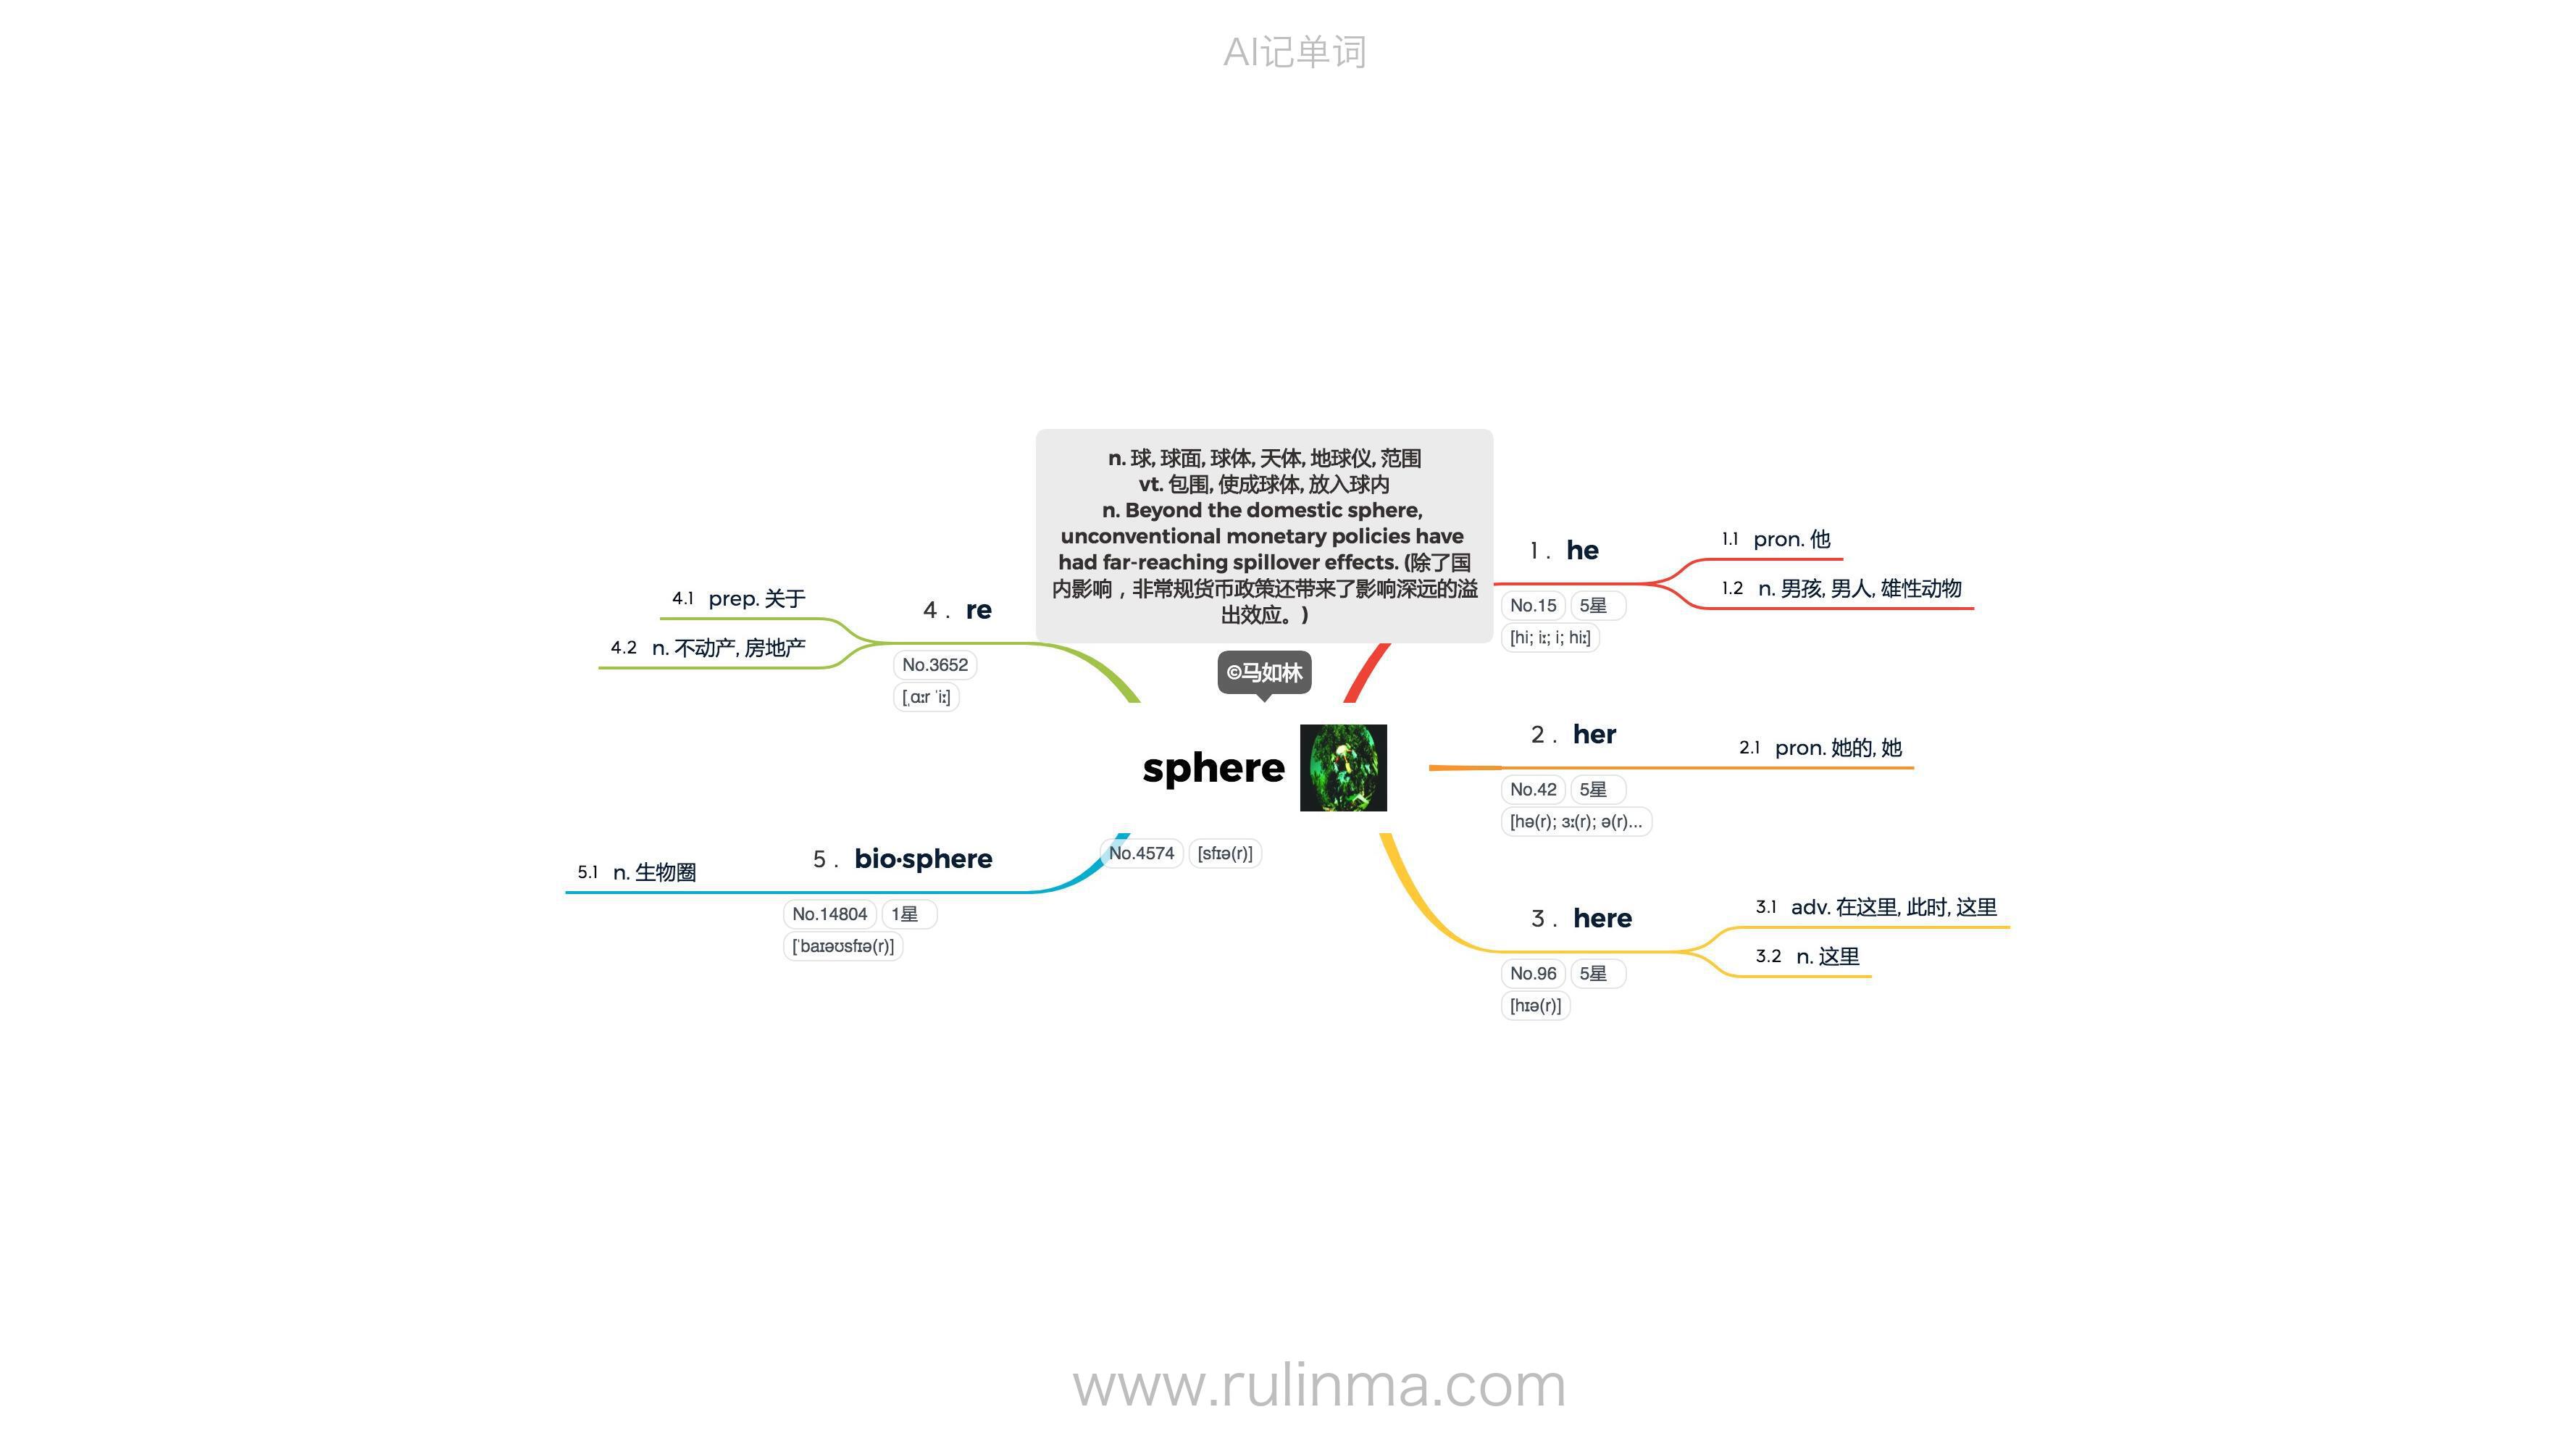 AI记单词
n. 球, 球面, 球体, 天体, 地球仪, 范围
vt. 包围, 使成球体, 放入球内
n. Beyond the domestic sphere,
unconventional monetary policies have
had far-reaching spillover effects. (除了国
内影响，非常规货币政策还带来了影响深远的溢
出效应。)
©马如林
sphere
No.4574 [sfɪə(r)]
1 . he
No.15 5星
[hi; iː; i; hiː]
1.1 pron. 他
1.2 n. 男孩, 男人, 雄性动物
2 . her
No.42 5星
[hə(r); ɜː(r); ə(r)...
2.1 pron. 她的, 她
3 . here
No.96 5星
[hɪə(r)]
3.1 adv. 在这里, 此时, 这里
3.2 n. 这里
4 . re
No.3652
[ˌɑːr ˈiː]
4.1 prep. 关于
4.2 n. 不动产, 房地产
5 . bio·sphere
No.14804 1星
[ˈbaɪəʊsfɪə(r)]
5.1 n. 生物圈
www.rulinma.com